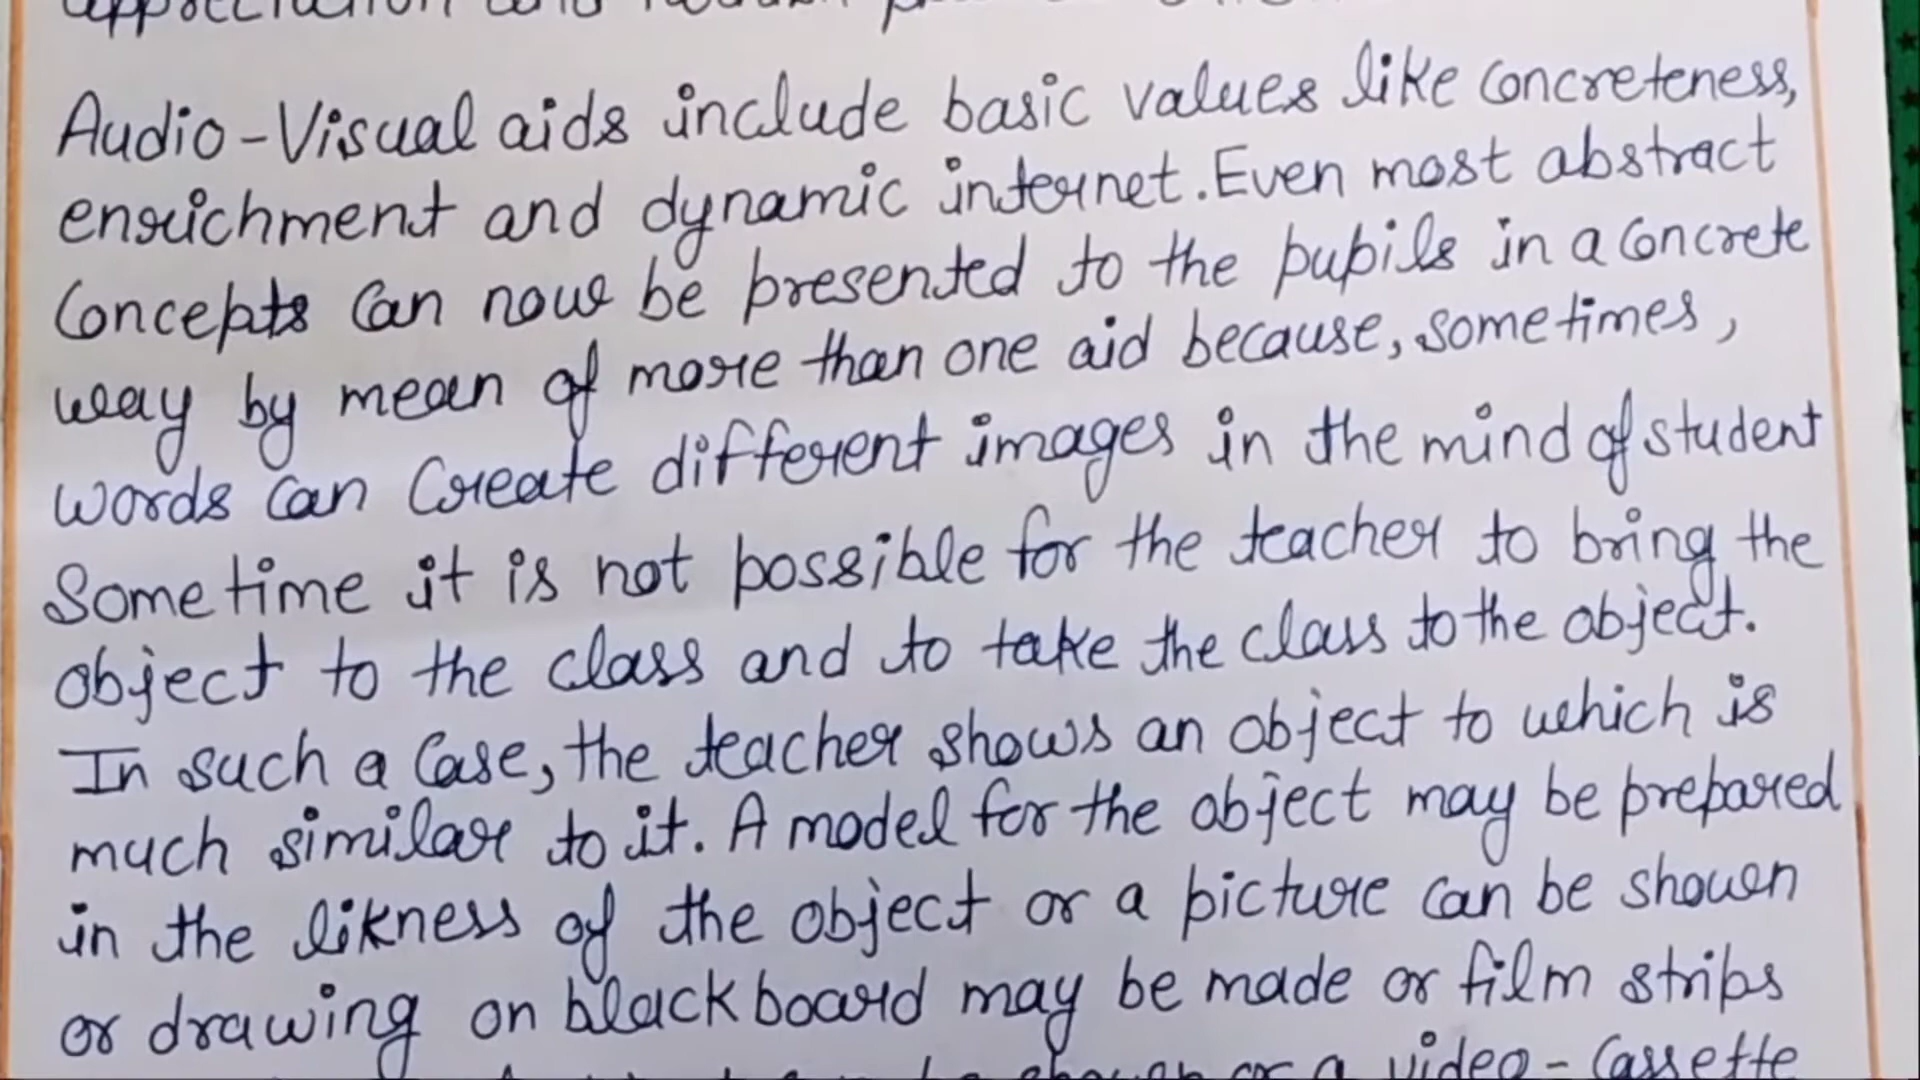 Audio-Visual aids include basic values like concreteness,
enrichment and dynamic internet. Even most abstract
concepts can now be presented to the pupils in a concrete
way by mean of more than one aid because, sometimes,
words can create different images in the mind of student
Sometime it is not possible for the teacher to bring the
object to the class and to take the class to the object.
In such a case, the teacher shows an object to which is
much similar to it. A model for the object may be prepared
in the likness of the object or a picture can be shown
or drawing on blackboard may be made or film strips
shown or a video-cassette